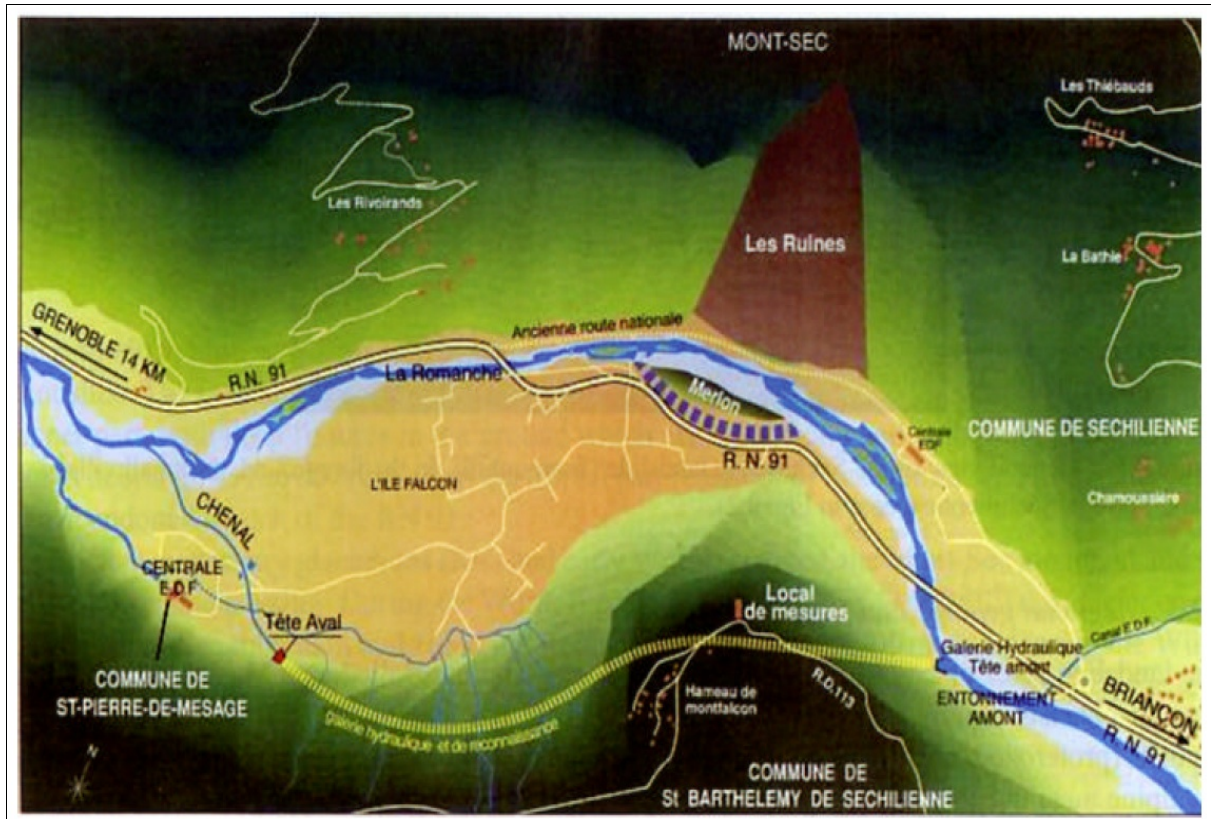 MONT-SEC
Les Thiébauds
Les Rivoirands
Les Ruines
La Bathie
GRENOBLE 14 KM
R.N. 91
Ancienne route nationale
La Romanche
Merlon
Centrale
EDF
COMMUNE DE SECHILIENNE
R.N. 91
L'ILE FALCON
Chamoussière
CHENAL
CENTRALE
E.D.F.
Tête Aval
Local
de mesures
Canal E.D.F.
Galerie Hydraulique
Tête amont
COMMUNE DE
ST-PIERRE-DE-MESAGE
Hameau de
montfalcon
R.D.113
ENTONNEMENT
AMONT
BRIANÇON
R.N. 91
galerie hydraulique et de reconnaissance
N
COMMUNE DE
St BARTHELEMY DE SECHILIENNE